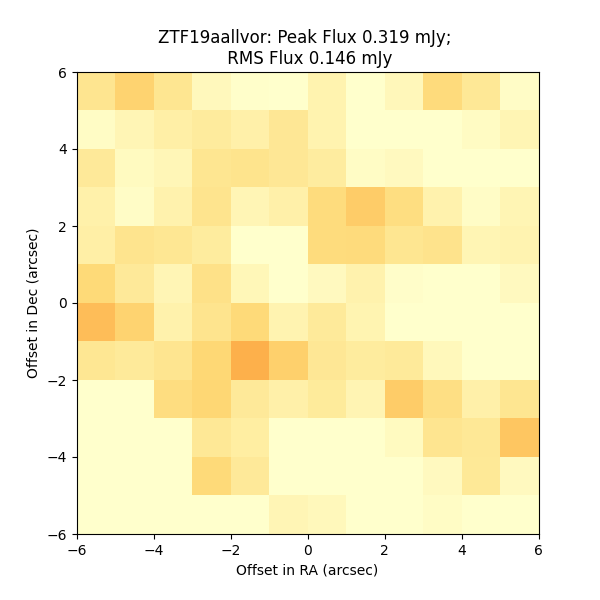 ZTF19aallvor: Peak Flux 0.319 mJy;
RMS Flux 0.146 mJy
6
4
2
0
−2
−4
−6
Offset in Dec (arcsec)
−6 −4 −2 0 2 4 6
Offset in RA (arcsec)